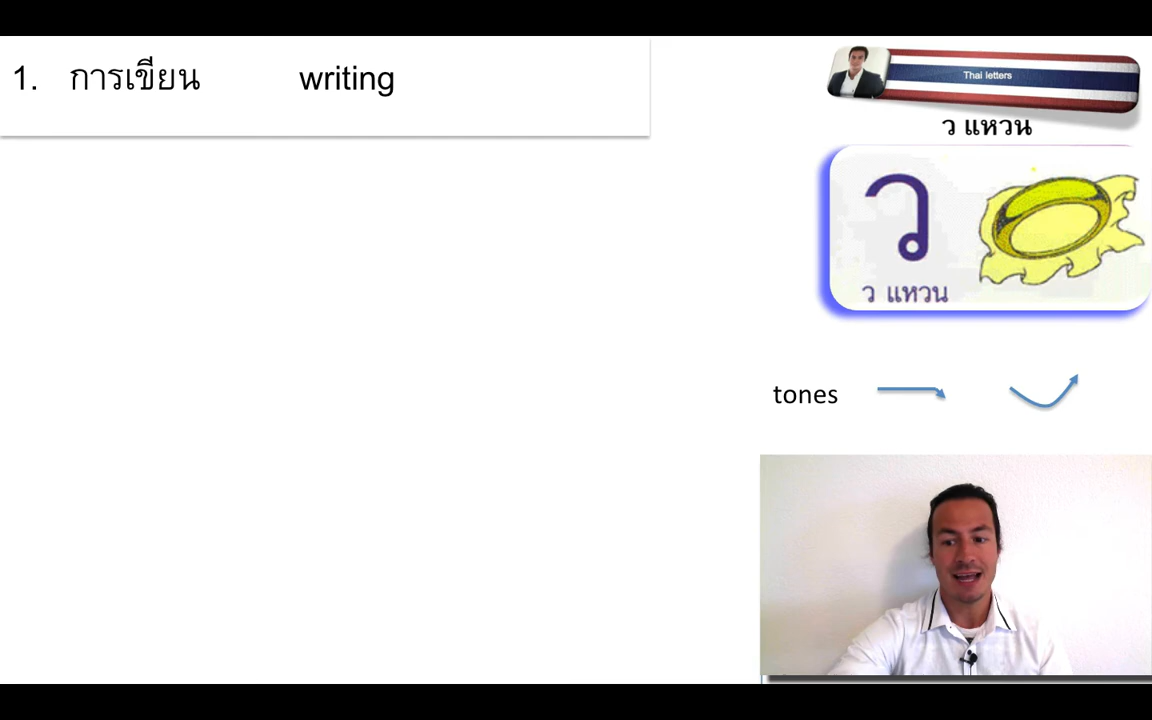 1. การเขียน writing
Thai letters
ว แหวน
ว
ว แหวน
tones